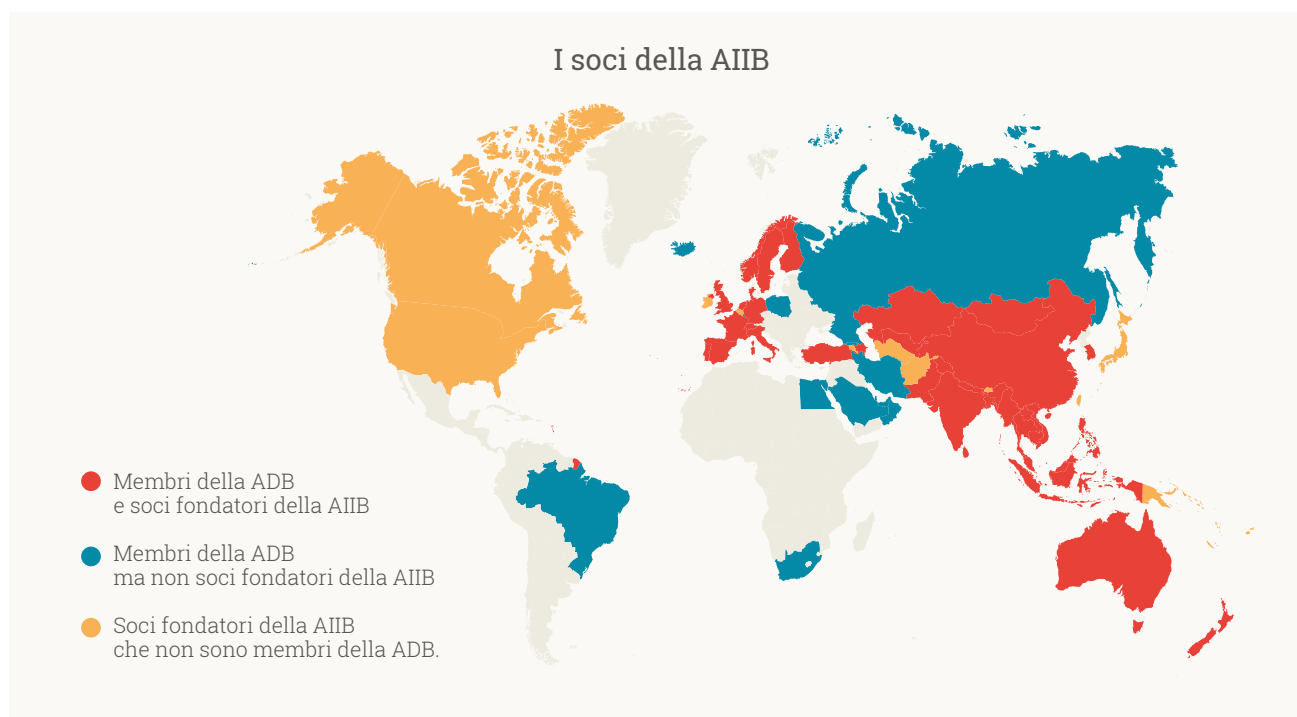 I soci della AIIB
Membri della ADB
e soci fondatori della AIIB
Membri della ADB
ma non soci fondatori della AIIB
Soci fondatori della AIIB
che non sono membri della ADB.